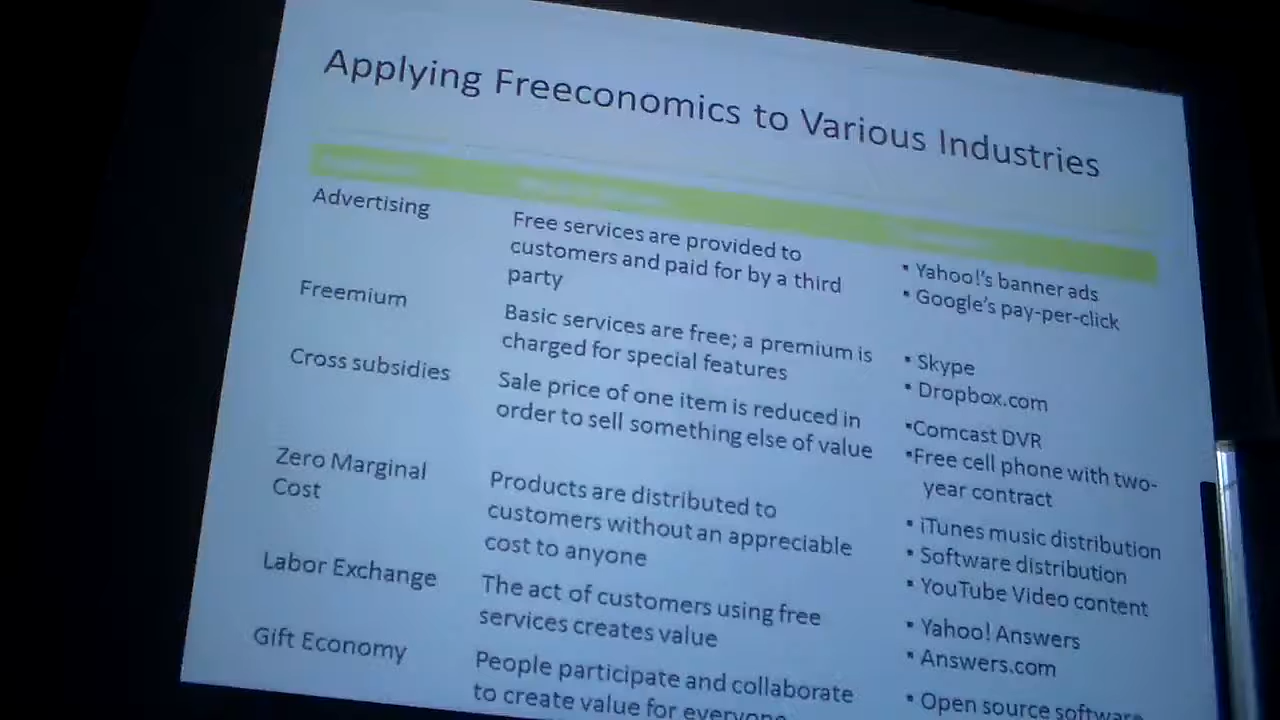 Applying Freeconomics to Various Industries
Advertising
Free services are provided to
customers and paid for by a third
party
▪ Yahoo!'s banner ads
▪ Google's pay-per-click
Freemium
Basic services are free; a premium is
charged for special features
▪ Skype
▪ Dropbox.com
Cross subsidies
Sale price of one item is reduced in
order to sell something else of value
▪Comcast DVR
▪Free cell phone with two-
year contract
Zero Marginal
Cost
Products are distributed to
customers without an appreciable
cost to anyone
▪ iTunes music distribution
▪ Software distribution
▪ YouTube Video content
Labor Exchange
The act of customers using free
services creates value
▪ Yahoo! Answers
▪ Answers.com
Gift Economy
People participate and collaborate
to create value for everyone
▪ Open source software